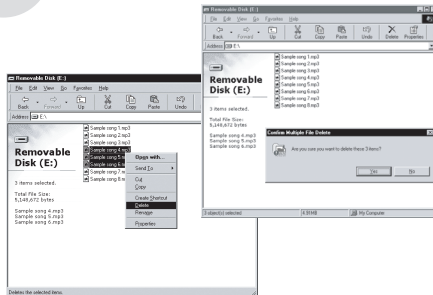 Removable Disk (E:)
File Edit View Go Favorites Help
Back Forward Up Cut Copy Paste Undo
Address E:\
Removable
Disk (E:)
3 items selected.
Total File Size:
5,148,672 bytes
Sample song 4.mp3
Sample song 5.mp3
Sample song 6.mp3
Sample song 1.mp3
Sample song 2.mp3
Sample song 3.mp3
Sample song 4.mp3
Sample song 5.m
Sample song 6.m
Sample song 7.m
Sample song 8.m
Open with...
Send To
Cut
Copy
Create Shortcut
Delete
Rename
Properties
Deletes the selected items.
Removable Disk (E:)
File Edit View Go Favorites Help
Back Forward Up Cut Copy Paste Undo Delete Properties
Address E:\
Removable
Disk (E:)
3 items selected.
Total File Size:
5,148,672 bytes
Sample song 4.mp3
Sample song 5.mp3
Sample song 6.mp3
Sample song 1.mp3
Sample song 2.mp3
Sample song 3.mp3
Sample song 4.mp3
Sample song 5.mp3
Sample song 6.mp3
Sample song 7.mp3
Sample song 8.mp3
Confirm Multiple File Delete
Are you sure you want to delete these 3 items?
Yes No
3 object(s) selected 4.91MB My Computer